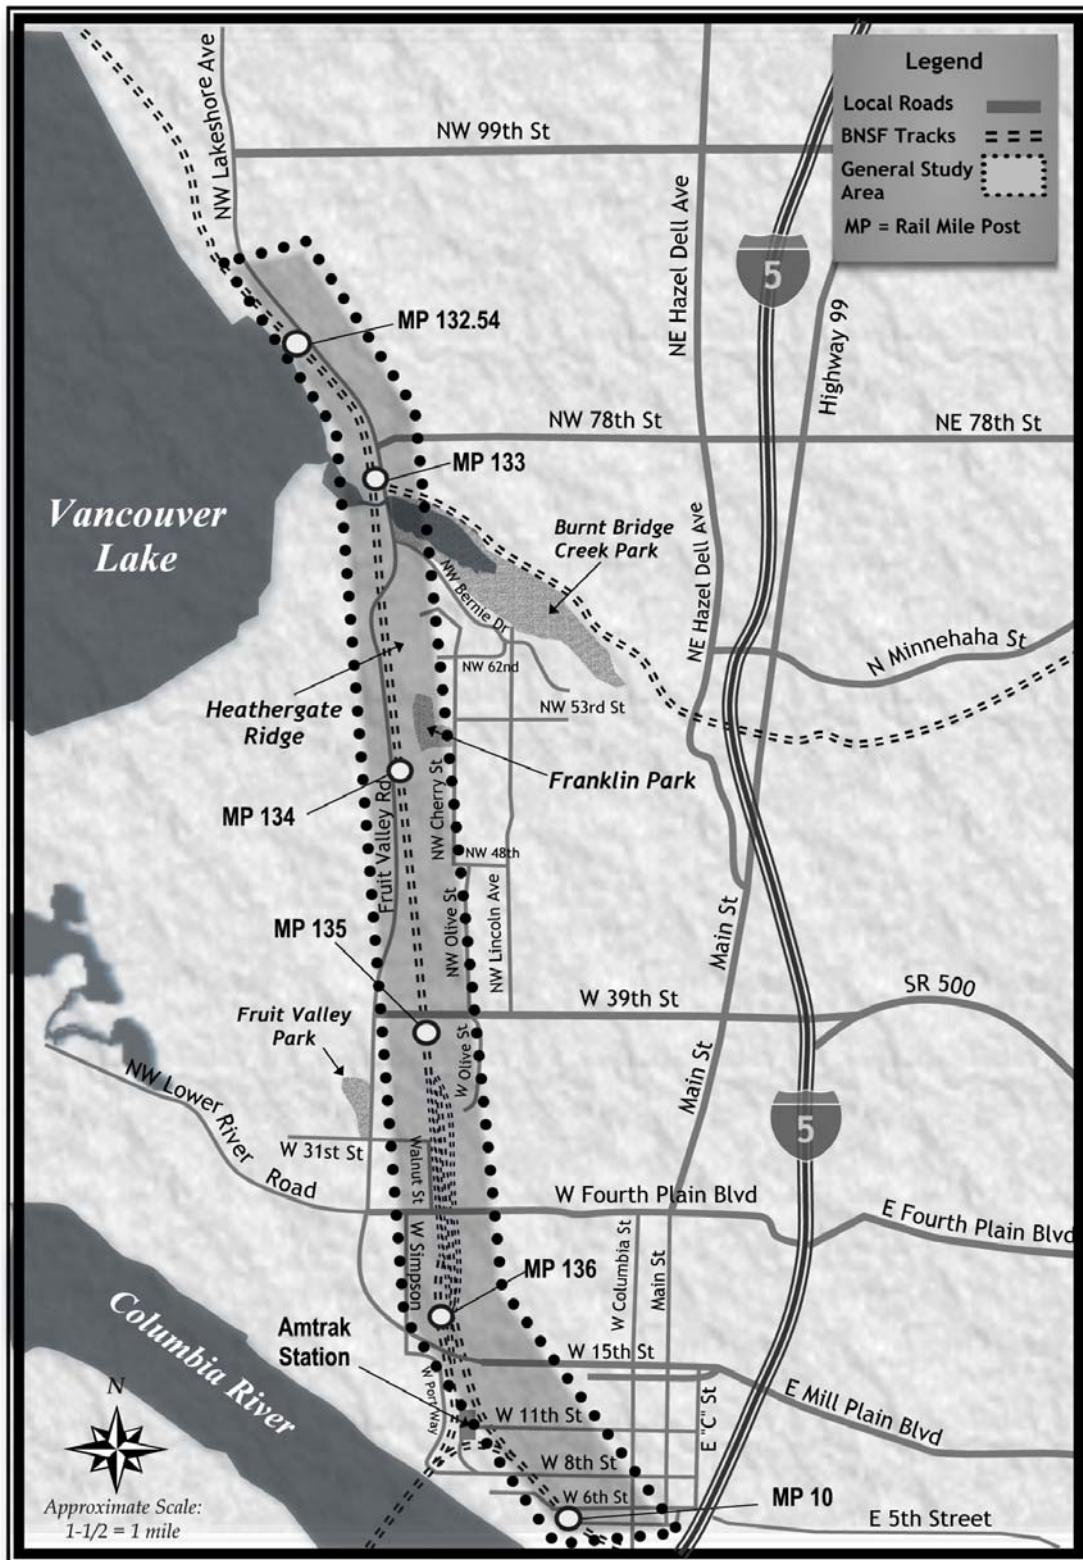 Legend
Local Roads
BNSF Tracks
General Study
Area
MP = Rail Mile Post
NW Lakeshore Ave
NW 99th St
NE Hazel Dell Ave
5
Highway 99
MP 132.54
NW 78th St
NE 78th St
MP 133
Vancouver
Lake
Burnt Bridge
Creek Park
NE Hazel Dell Ave
NW Bernie Dr
N Minnehaha St
NW 62nd
Heathergate
Ridge
NW 53rd St
Franklin Park
MP 134
Fruit Valley Rd
NW Cherry St
NW 48th
MP 135
NW Olive St
NW Lincoln Ave
Main St
SR 500
W 39th St
Fruit Valley
Park
W Olive St
Main St
NW Lower River Road
5
W 31st St
Walnut St
W Fourth Plain Blvd
E Fourth Plain Blvd
W Simpson
W Columbia St
Main St
MP 136
Columbia River
Amtrak
Station
W 15th St
W Port Way
E "C" St
E Mill Plain Blvd
N
W 11th St
W 8th St
W 6th St
MP 10
E 5th Street
Approximate Scale:
1-1/2 = 1 mile